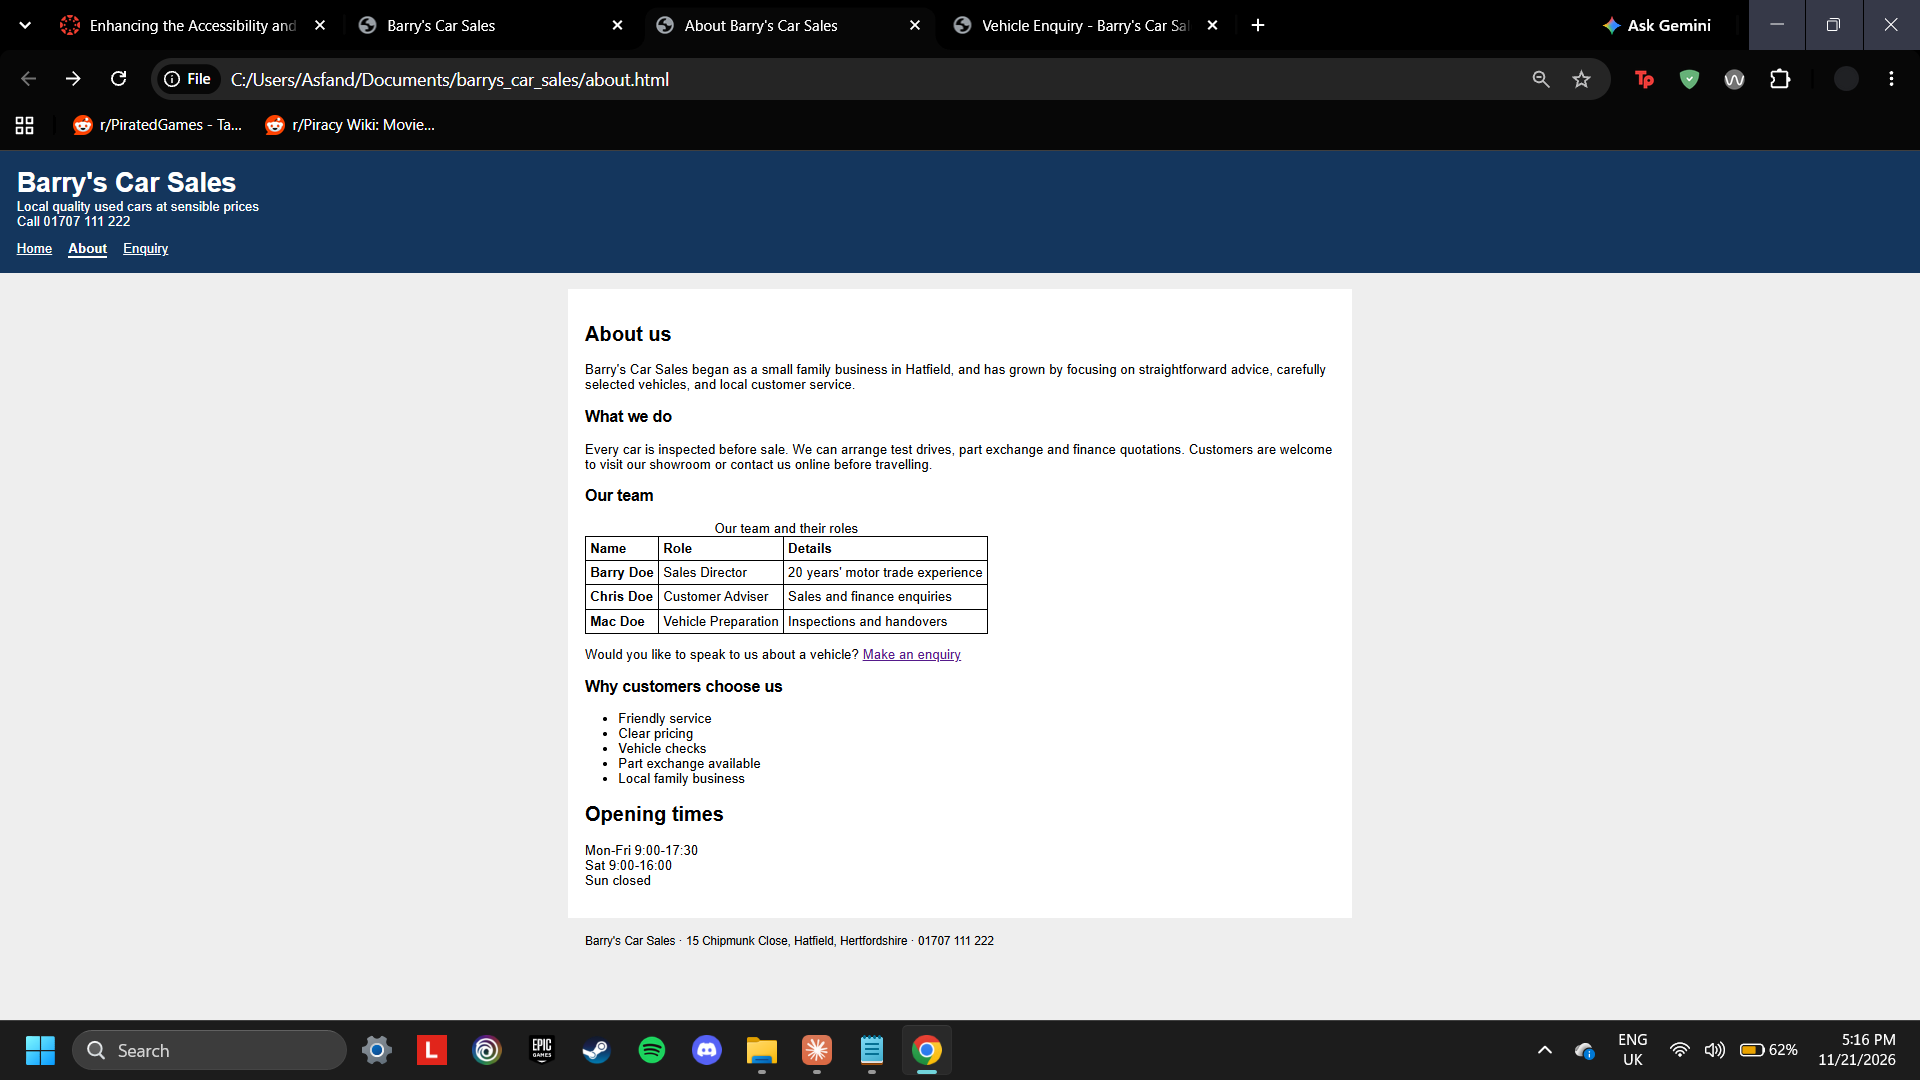 Enhancing the Accessibility and
Barry's Car Sales
About Barry's Car Sales
Vehicle Enquiry - Barry's Car Sal
Ask Gemini
File
C:/Users/Asfand/Documents/barrys_car_sales/about.html
Tp
r/PiratedGames - Ta...
r/Piracy Wiki: Movie...
Barry's Car Sales
Local quality used cars at sensible prices
Call 01707 111 222
Home About Enquiry
About us
Barry's Car Sales began as a small family business in Hatfield, and has grown by focusing on straightforward advice, carefully
selected vehicles, and local customer service.
What we do
Every car is inspected before sale. We can arrange test drives, part exchange and finance quotations. Customers are welcome
to visit our showroom or contact us online before travelling.
Our team
Our team and their roles
Name Role Details
Barry Doe Sales Director 20 years' motor trade experience
Chris Doe Customer Adviser Sales and finance enquiries
Mac Doe Vehicle Preparation Inspections and handovers
Would you like to speak to us about a vehicle? Make an enquiry
Why customers choose us
• Friendly service
• Clear pricing
• Vehicle checks
• Part exchange available
• Local family business
Opening times
Mon-Fri 9:00-17:30
Sat 9:00-16:00
Sun closed
Barry's Car Sales · 15 Chipmunk Close, Hatfield, Hertfordshire · 01707 111 222
Search
L
EPIC
GAMES
ENG
UK
62%
5:16 PM
11/21/2026